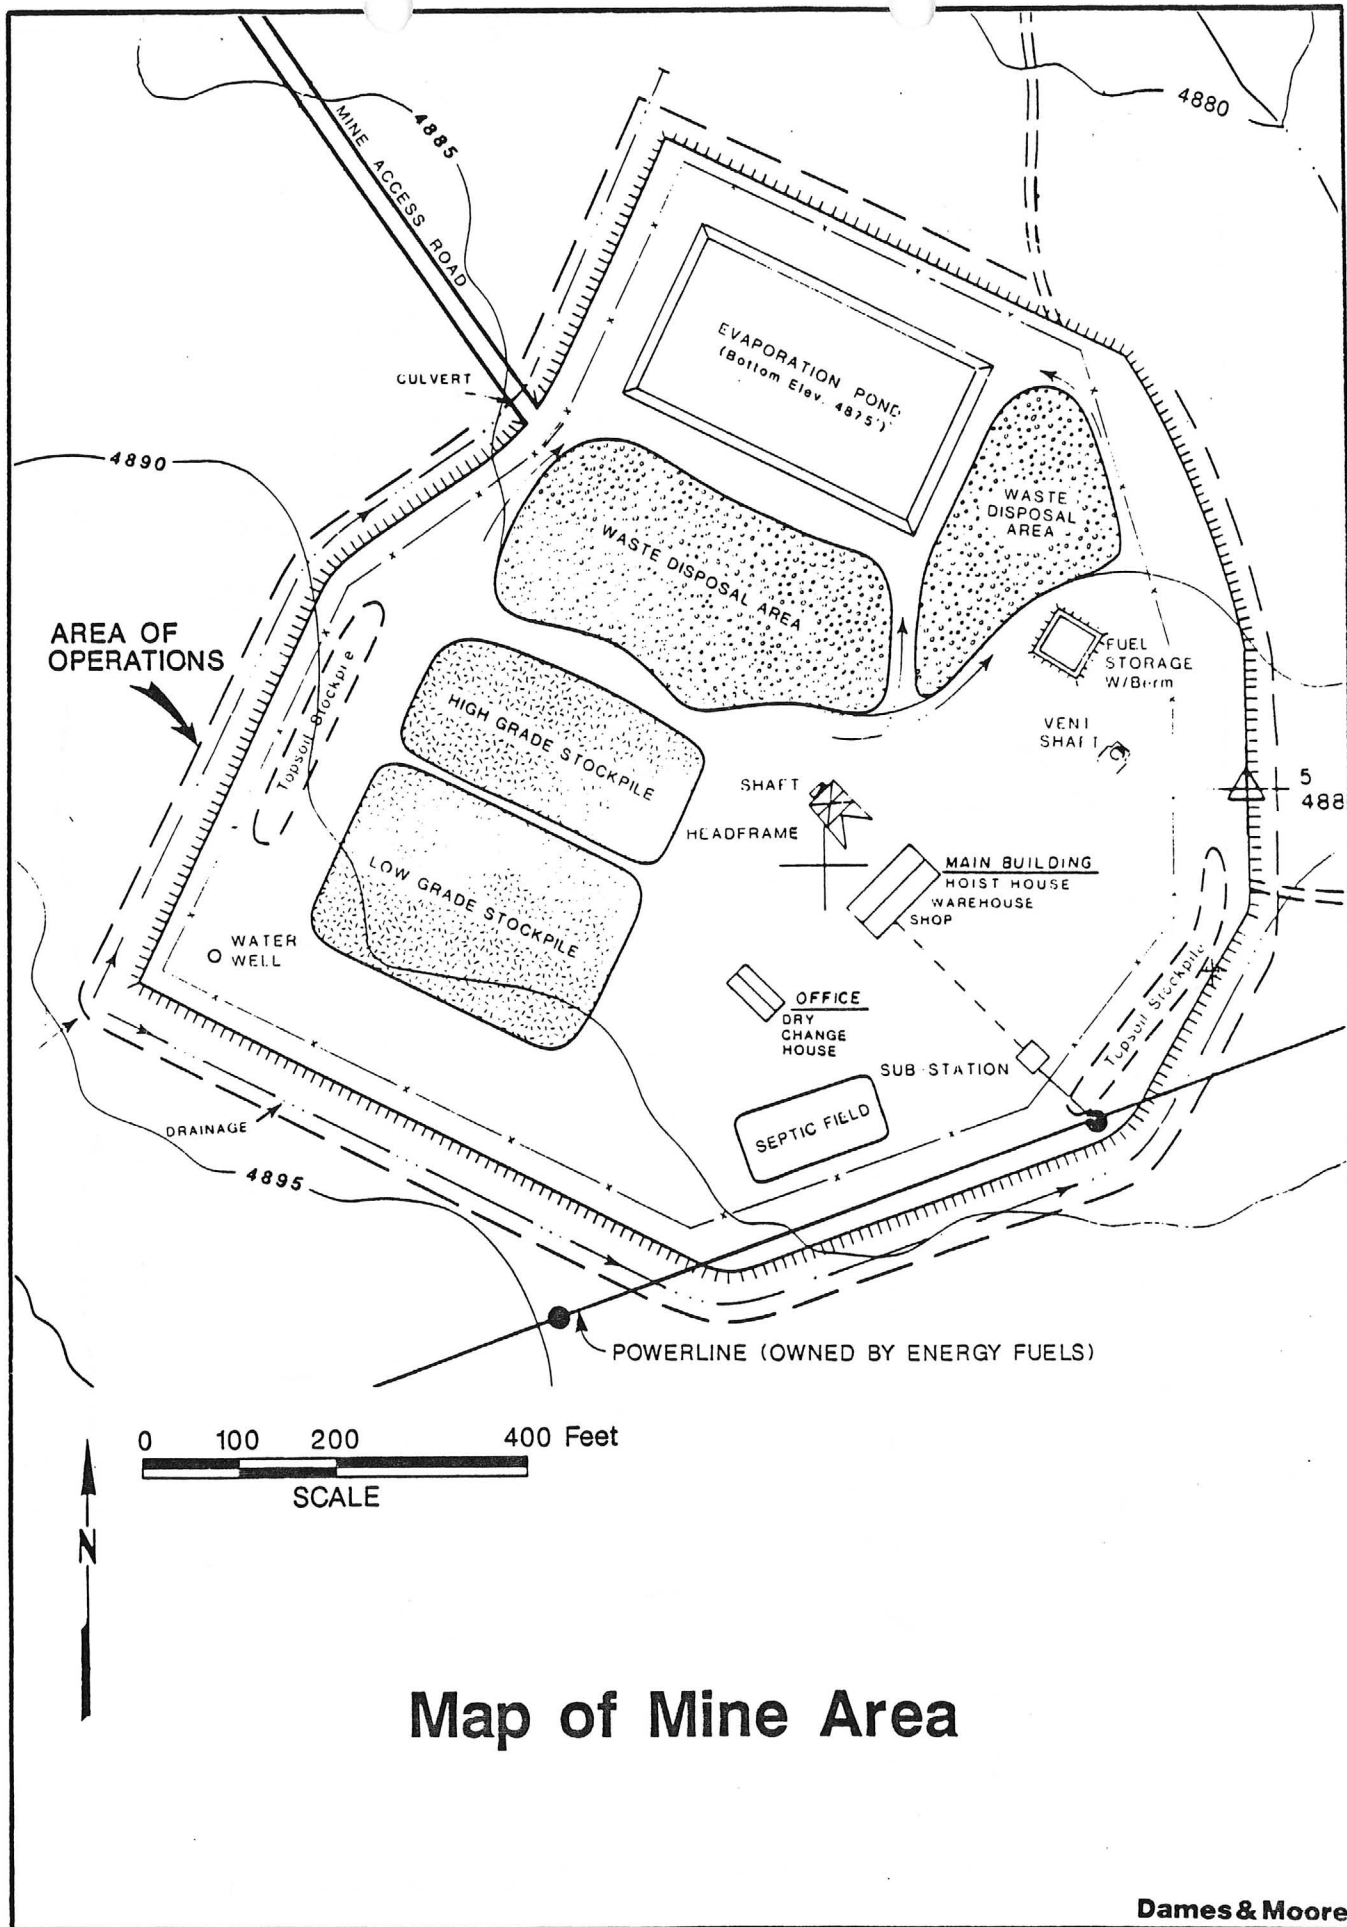 4880
4885
MINE ACCESS ROAD
EVAPORATION POND
(Bottom Elev. 4875')
CULVERT
4890
WASTE
DISPOSAL
AREA
WASTE DISPOSAL AREA
AREA OF
OPERATIONS
Topsoil Stockpile
FUEL
STORAGE
W/Berm
HIGH GRADE STOCKPILE
VENT
SHAFT
SHAFT
5
488
HEADFRAME
MAIN BUILDING
HOIST HOUSE
WAREHOUSE
SHOP
LOW GRADE STOCKPILE
WATER
WELL
OFFICE
DRY
CHANGE
HOUSE
Topsoil Stockpile
SUB-STATION
SEPTIC FIELD
DRAINAGE
4895
POWERLINE (OWNED BY ENERGY FUELS)
0 100 200 400 Feet
SCALE
N
Map of Mine Area
Dames & Moore